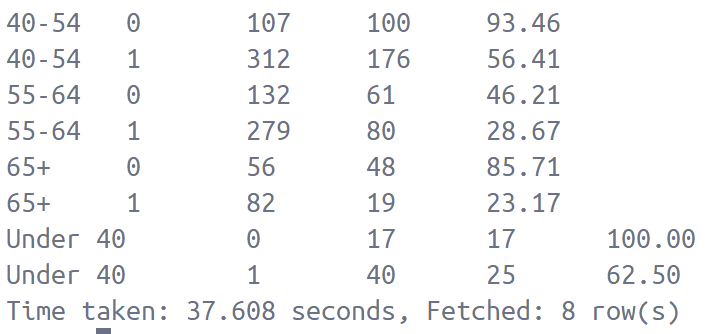 40-54 0 107 100 93.46
40-54 1 312 176 56.41
55-64 0 132 61 46.21
55-64 1 279 80 28.67
65+ 0 56 48 85.71
65+ 1 82 19 23.17
Under 40 0 17 17 100.00
Under 40 1 40 25 62.50
Time taken: 37.608 seconds, Fetched: 8 row(s)